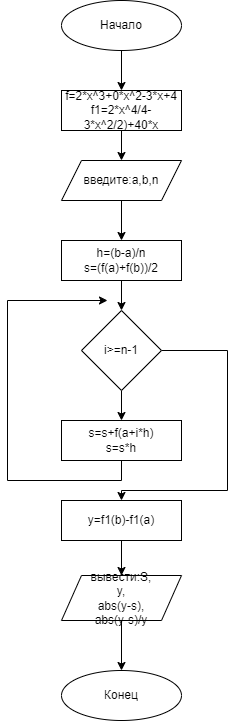 Начало
f=2*x^3+0*x^2-3*x+4
f1=2*x^4/4-
3*x^2/2)+40*x
введите:a,b,n
h=(b-a)/n
s=(f(a)+f(b))/2
i>=n-1
s=s+f(a+i*h)
s=s*h
y=f1(b)-f1(a)
вывести:S,
y,
abs(y-s),
abs(y-s)/y
Конец